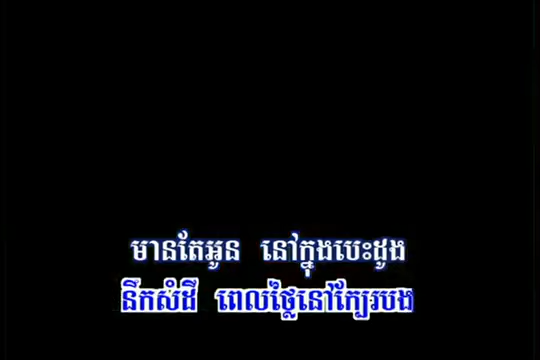 មានតែអូន នៅក្នុងបេះដូង
នឹកសំដី ពេលថ្លៃនៅក្បែរបង